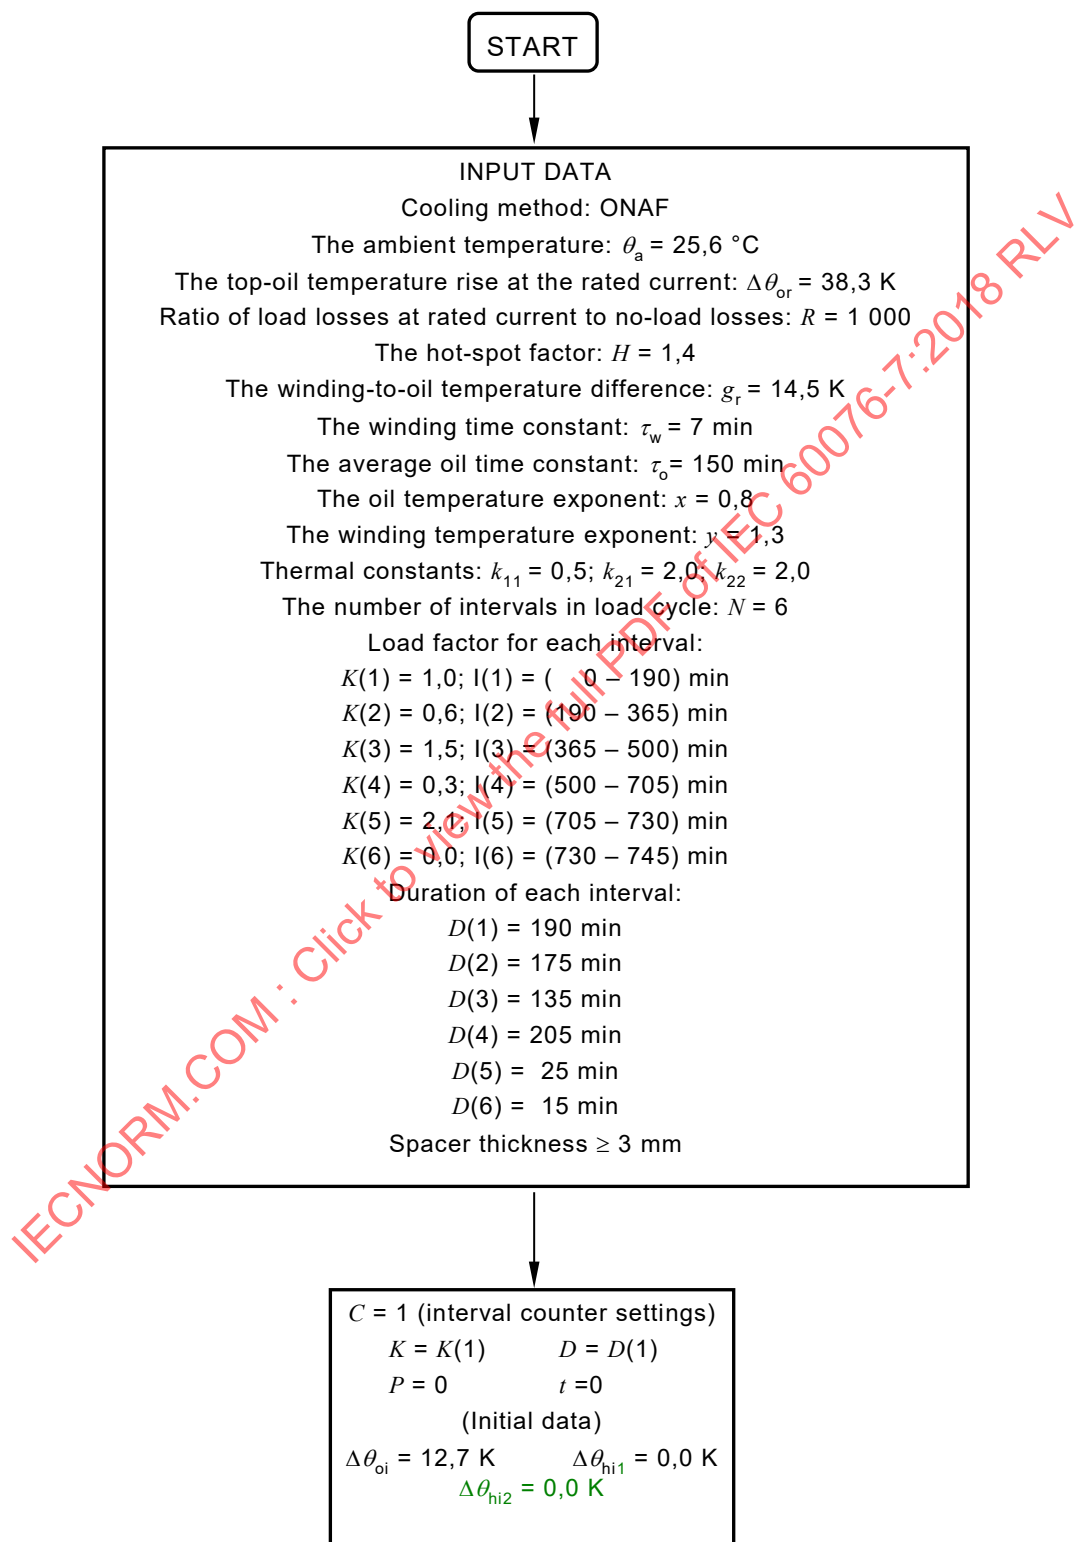 START
INPUT DATA
Cooling method: ONAF
The ambient temperature: θa = 25,6 °C
The top-oil temperature rise at the rated current: Δθor = 38,3 K
Ratio of load losses at rated current to no-load losses: R = 1 000
The hot-spot factor: H = 1,4
The winding-to-oil temperature difference: gr = 14,5 K
The winding time constant: τw = 7 min
The average oil time constant: τo= 150 min
The oil temperature exponent: x = 0,8
The winding temperature exponent: y = 1,3
Thermal constants: k11 = 0,5; k21 = 2,0; k22 = 2,0
The number of intervals in load cycle: N = 6
Load factor for each interval:
K(1) = 1,0; I(1) = ( 0 – 190) min
K(2) = 0,6; I(2) = (190 – 365) min
K(3) = 1,5; I(3) = (365 – 500) min
K(4) = 0,3; I(4) = (500 – 705) min
K(5) = 2,1; I(5) = (705 – 730) min
K(6) = 0,0; I(6) = (730 – 745) min
Duration of each interval:
D(1) = 190 min
D(2) = 175 min
D(3) = 135 min
D(4) = 205 min
D(5) = 25 min
D(6) = 15 min
Spacer thickness ≥ 3 mm
C = 1 (interval counter settings)
K = K(1) D = D(1)
P = 0 t =0
(Initial data)
Δθoi = 12,7 K Δθhi1 = 0,0 K
Δθhi2 = 0,0 K
IECNORM.COM : Click to view the full PDF of IEC 60076-7:2018 RLV